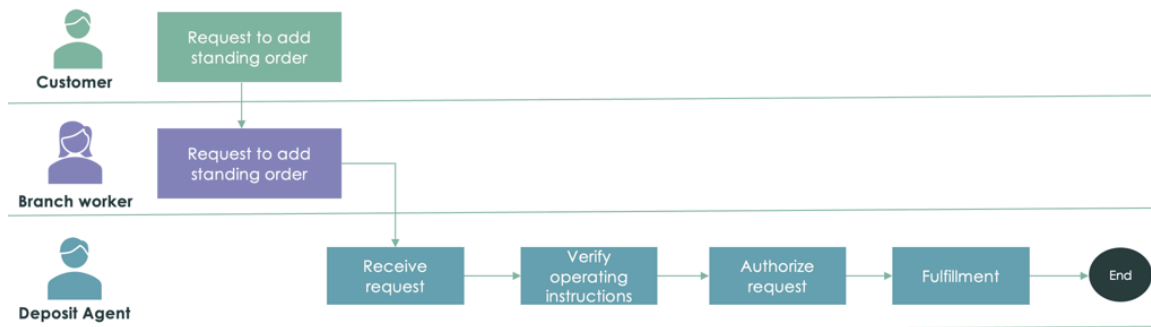 Customer
Request to add
standing order
Branch worker
Request to add
standing order
Deposit Agent
Receive
request
Verify
operating
instructions
Authorize
request
Fulfillment
End